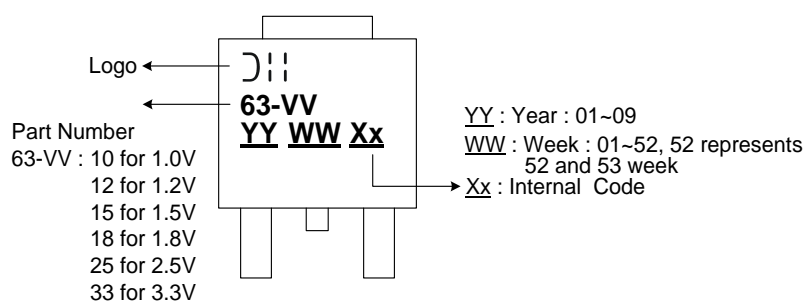 Logo
63-VV
YY WW Xx
Part Number
63-VV : 10 for 1.0V
12 for 1.2V
15 for 1.5V
18 for 1.8V
25 for 2.5V
33 for 3.3V
YY : Year : 01~09
WW : Week : 01~52, 52 represents
52 and 53 week
Xx : Internal Code